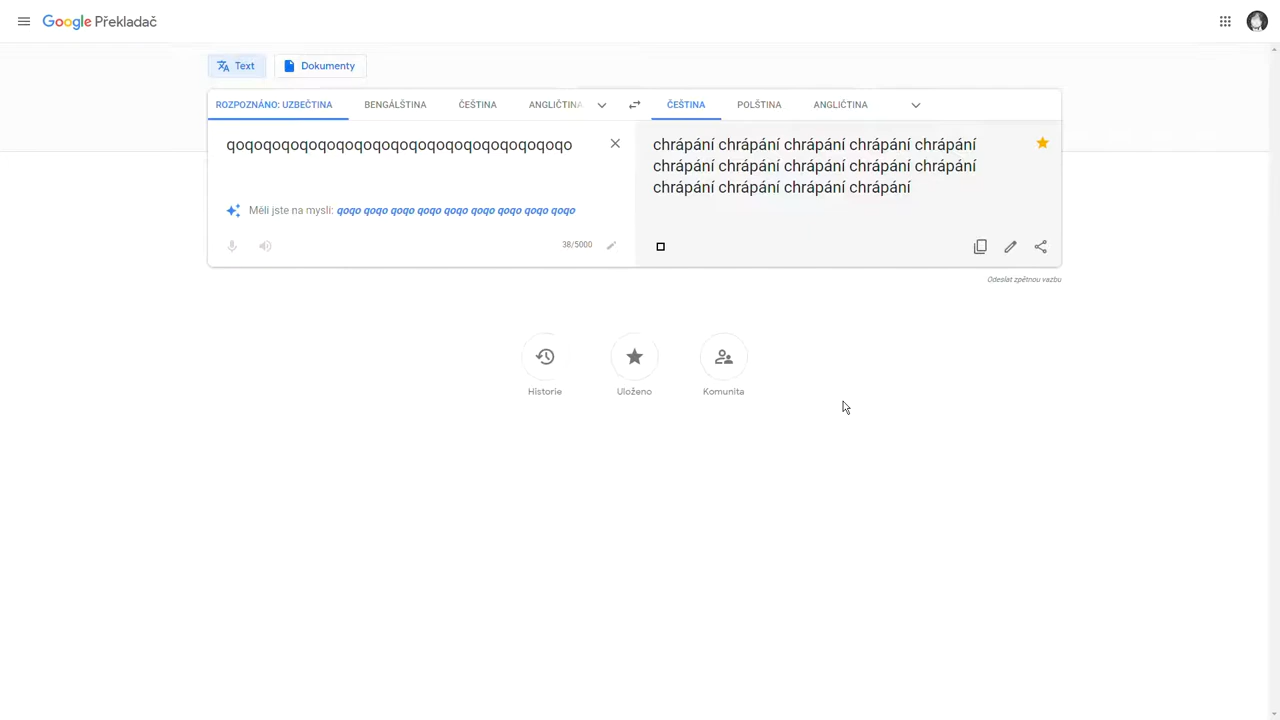 Google Překladač
Text
Dokumenty
ROZPOZNÁNO: UZBEČTINA
BENGÁLŠTINA
ČEŠTINA
ANGLIČTINA
ČEŠTINA
POLŠTINA
ANGLIČTINA
qoqoqoqoqoqoqoqoqoqoqoqoqoqoqoqoqoqoqo
chrápání chrápání chrápání chrápání chrápání
chrápání chrápání chrápání chrápání chrápání
chrápání chrápání chrápání chrápání
Měli jste na mysli: qoqo qoqo qoqo qoqo qoqo qoqo qoqo qoqo qoqo
38/5000
Odeslat zpětnou vazbu
Historie
Uloženo
Komunita